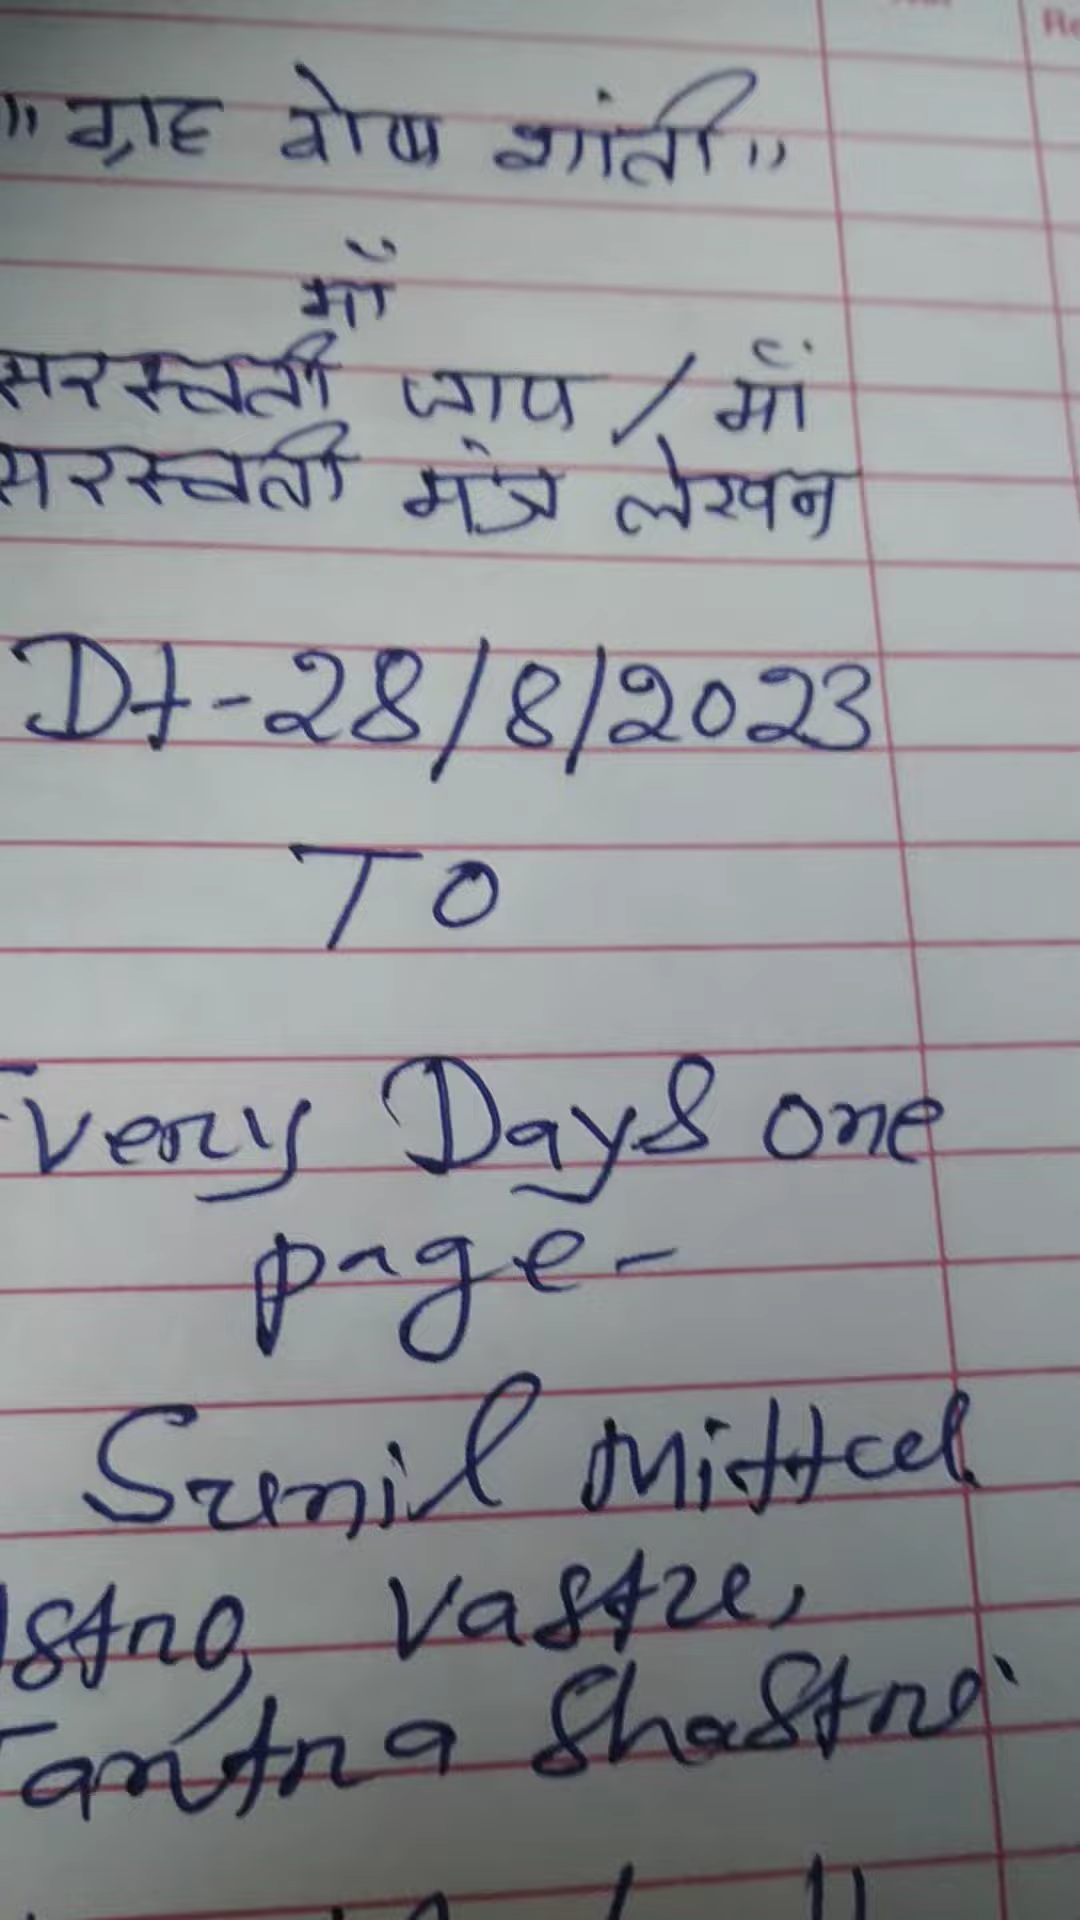 "ग्रह दोष शांती"
माँ
सरस्वती जाप / माँ
सरस्वती मंत्र लेखन
Dt-28/8/2023
TO
Every Days one
page-
Sunil Mittal
Astro, Vastu,
Tantra Shastro